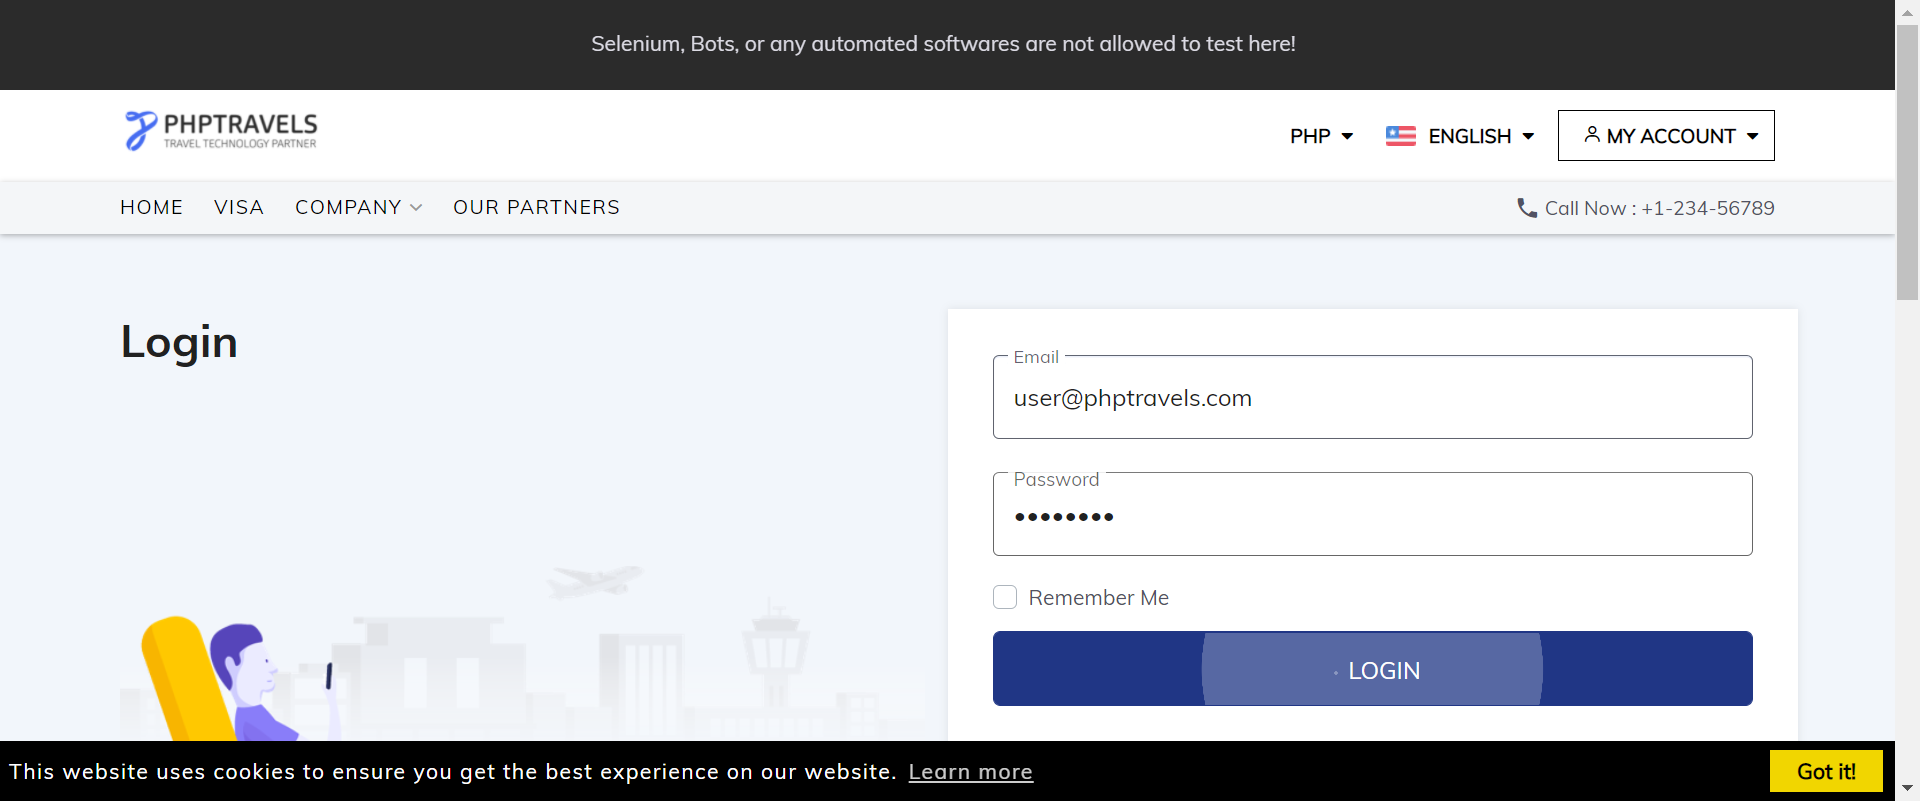 Selenium, Bots, or any automated softwares are not allowed to test here!
PHPTRAVELS
TRAVEL TECHNOLOGY PARTNER
PHP
ENGLISH
MY ACCOUNT
HOME
VISA
COMPANY
OUR PARTNERS
Call Now : +1-234-56789
Login
Email
user@phptravels.com
Password
Remember Me
LOGIN
This website uses cookies to ensure you get the best experience on our website. Learn more
Got it!